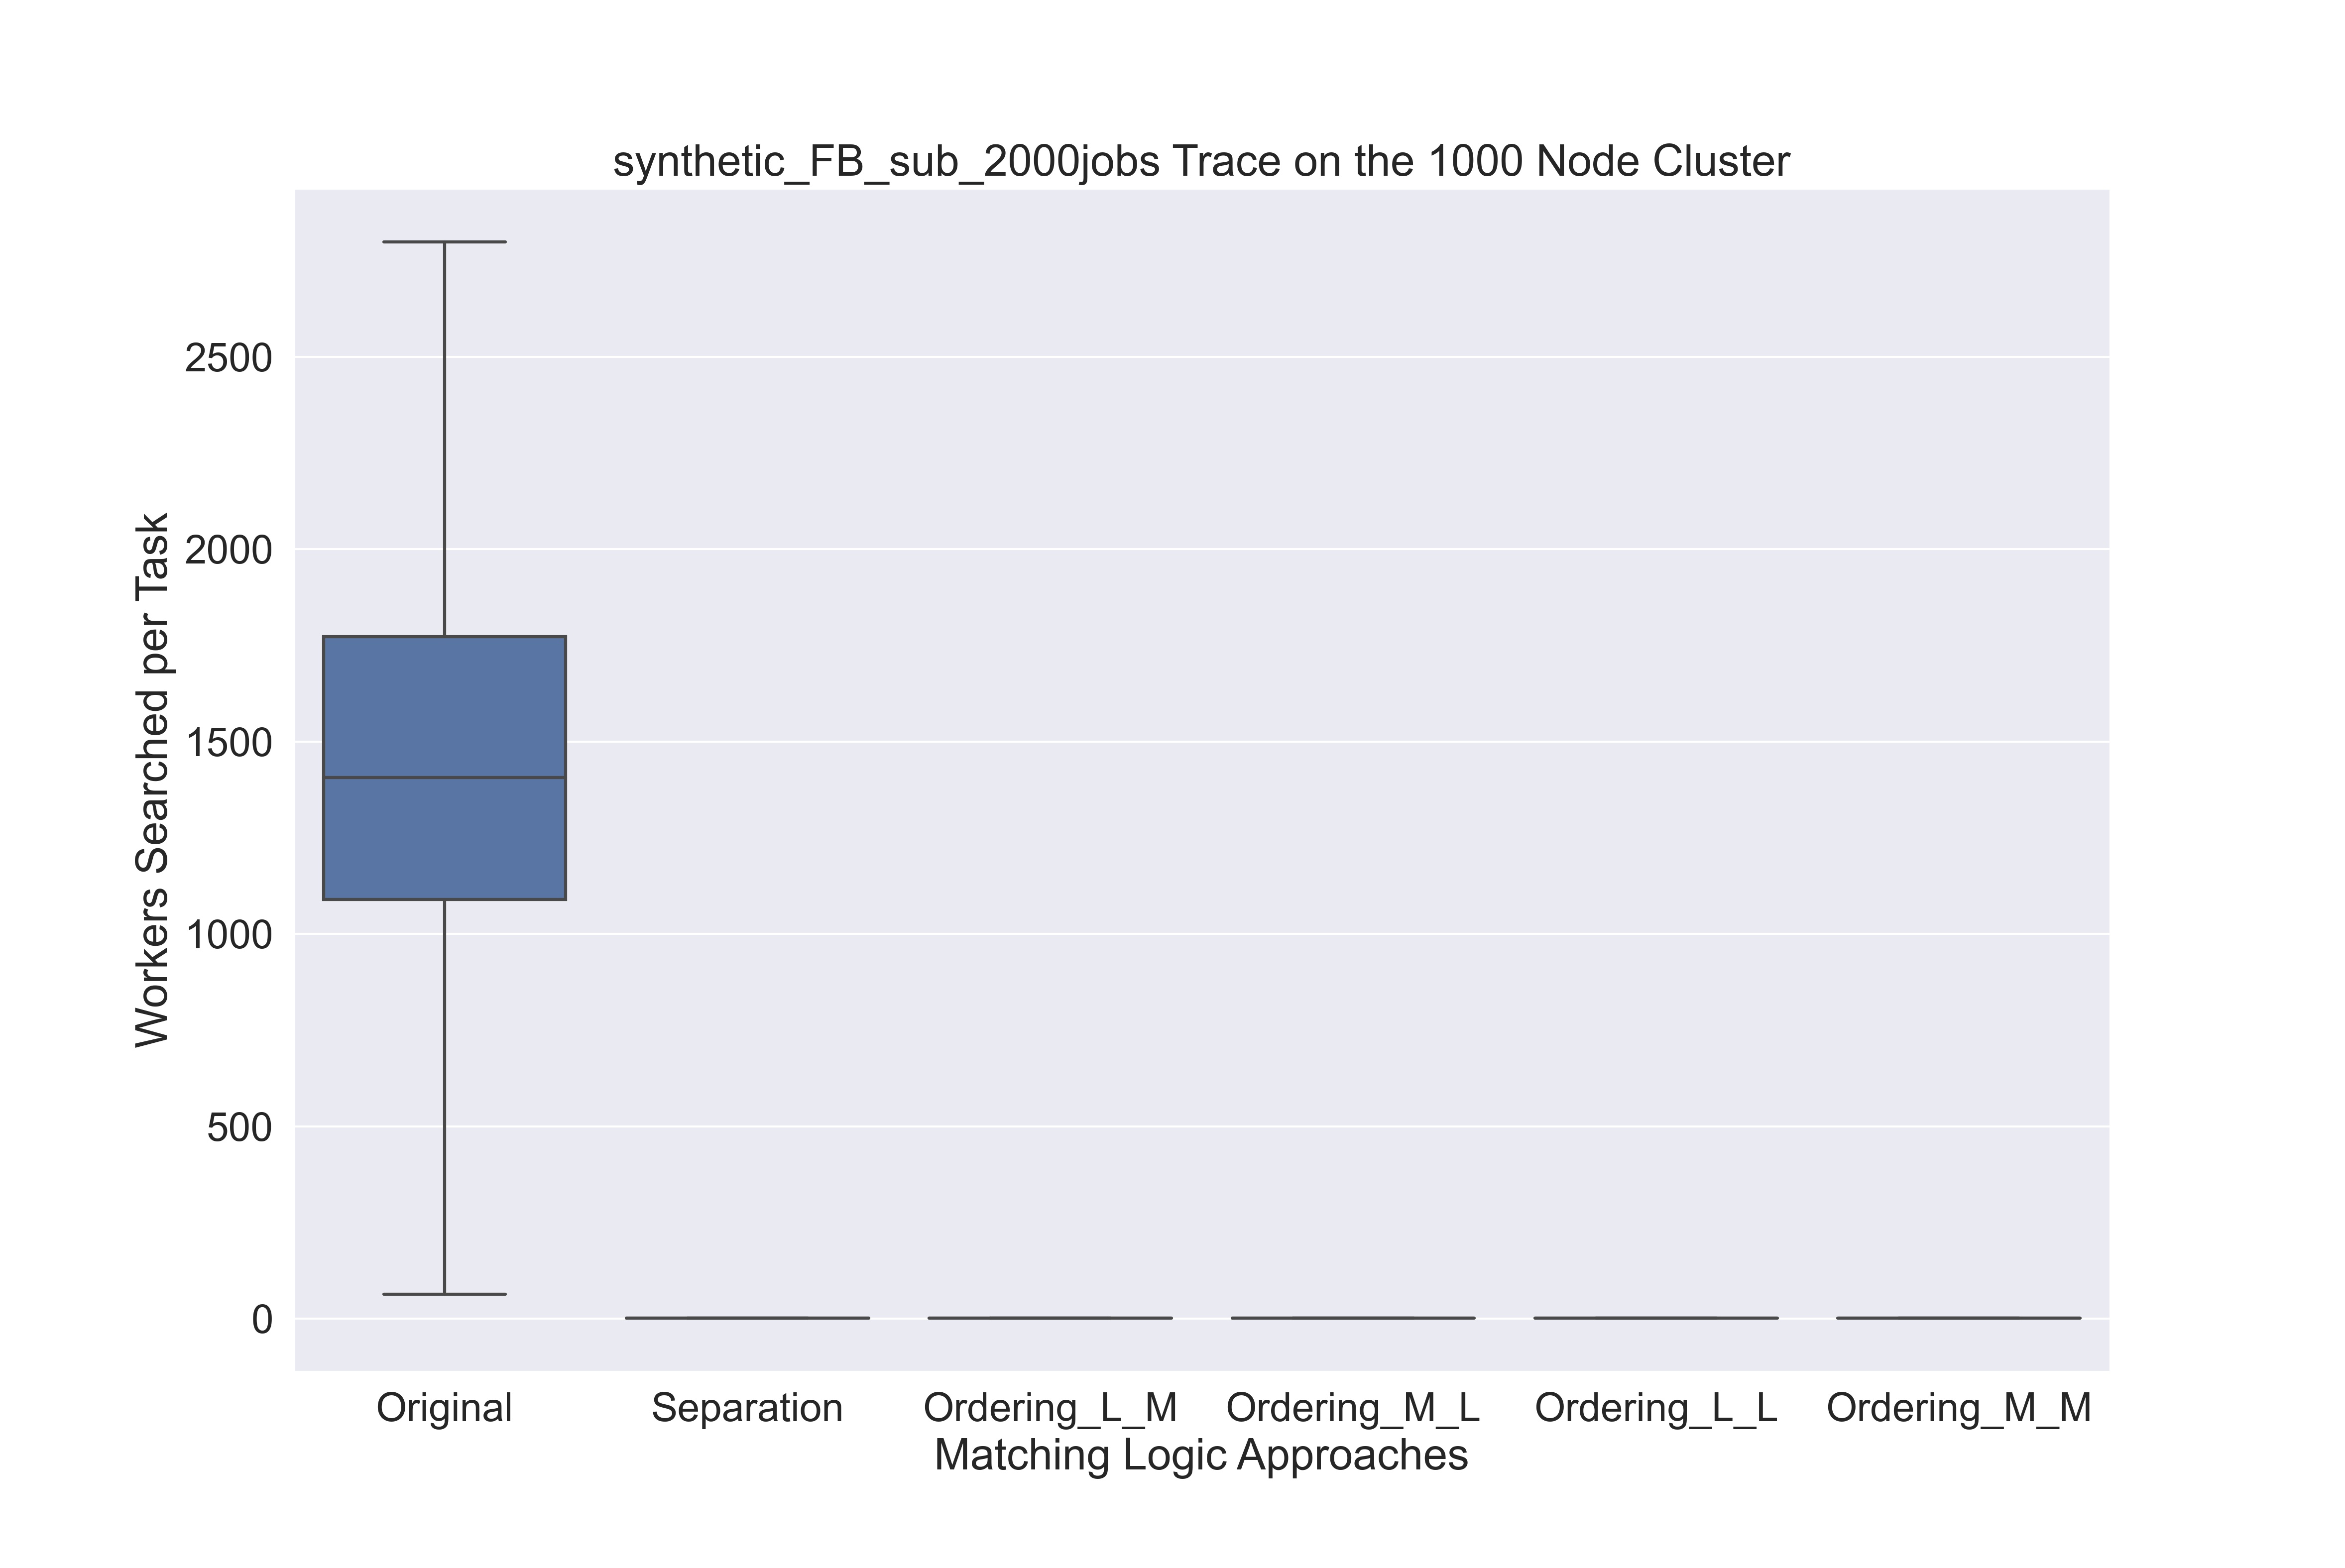 synthetic_FB_sub_2000jobs Trace on the 1000 Node Cluster
Workers Searched per Task
2500
2000
1500
1000
500
0
Original Separation Ordering_L_M Ordering_M_L Ordering_L_L Ordering_M_M
Matching Logic Approaches